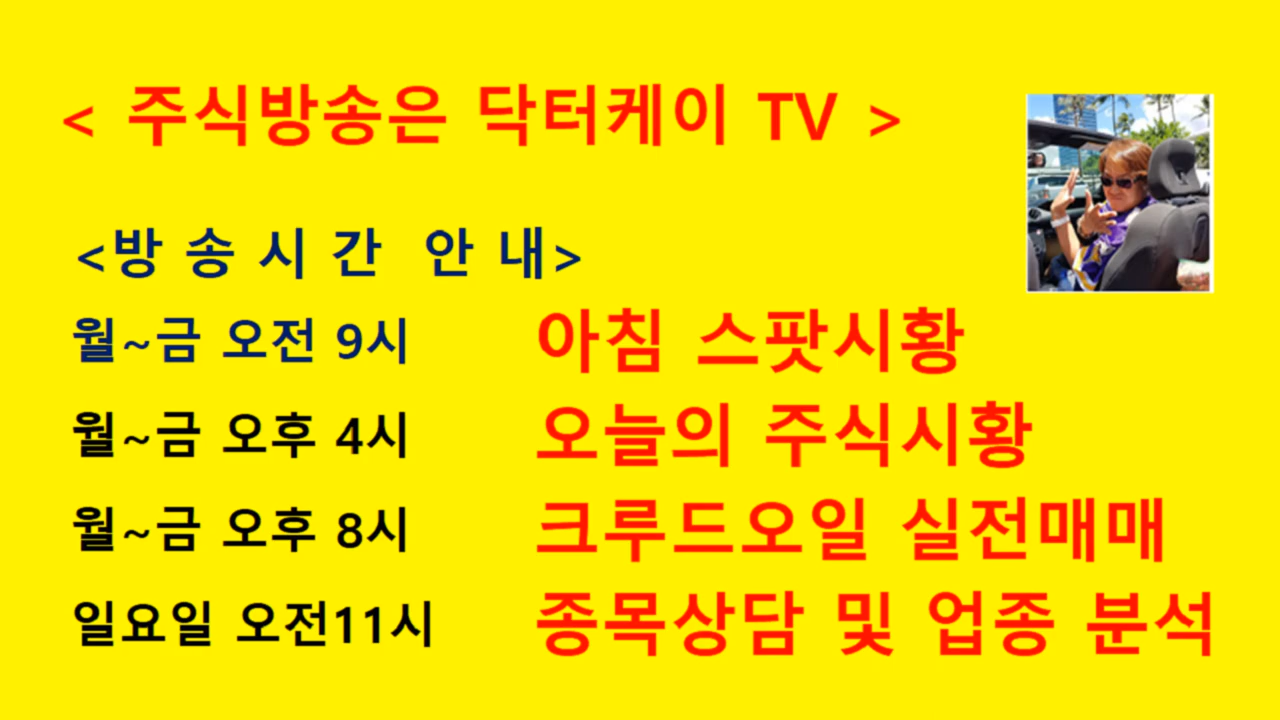 < 주식방송은 닥터케이 TV >
<방 송 시 간 안 내>
월~금 오전 9시 아침 스팟시황
월~금 오후 4시 오늘의 주식시황
월~금 오후 8시 크루드오일 실전매매
일요일 오전11시 종목상담 및 업종 분석